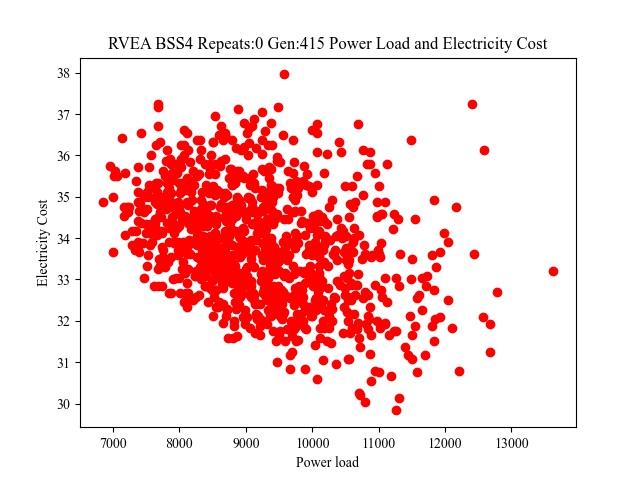 RVEA BSS4 Repeats:0 Gen:415 Power Load and Electricity Cost
38
37
36
35
34
33
32
31
30
Electricity Cost
7000 8000 9000 10000 11000 12000 13000
Power load